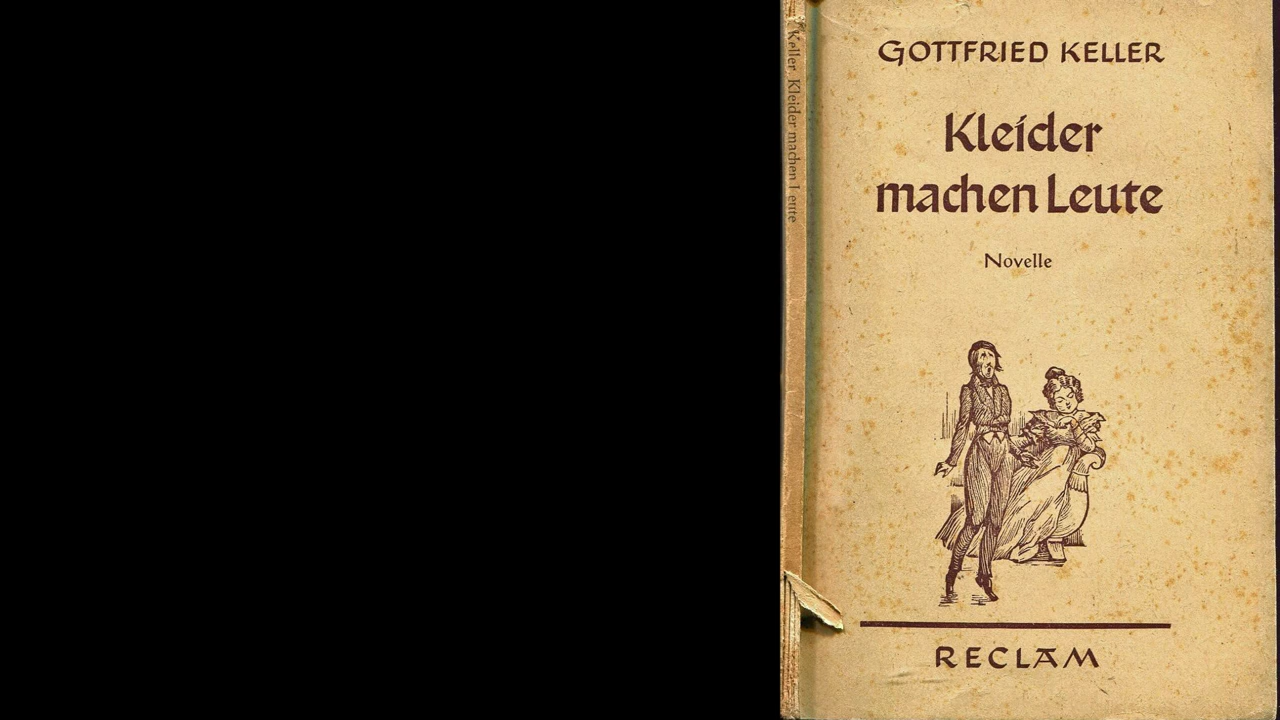 Keller, Kleider machen Leute
GOTTFRIED KELLER
Kleider
machen Leute
Novelle
RECLAM